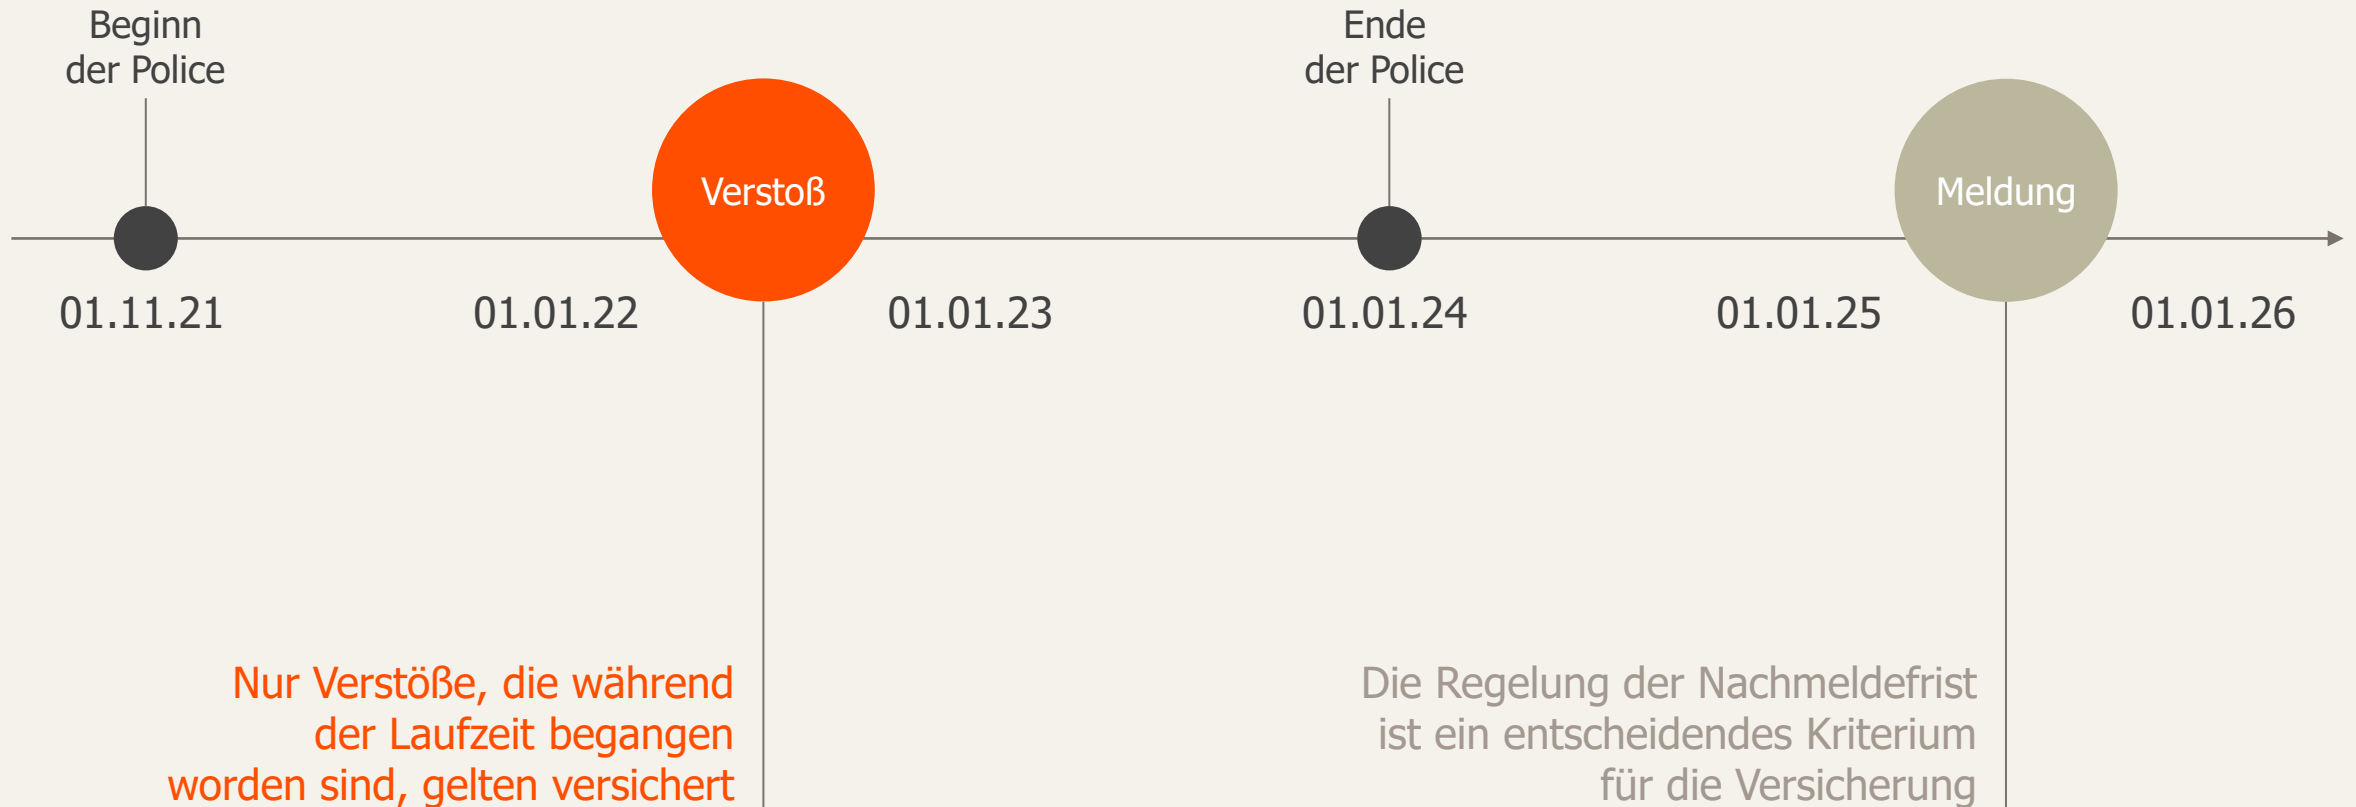 Beginn
der Police
Ende
der Police
Verstoß
Meldung
01.11.21
01.01.22
01.01.23
01.01.24
01.01.25
01.01.26
Nur Verstöße, die während
der Laufzeit begangen
worden sind, gelten versichert
Die Regelung der Nachmeldefrist
ist ein entscheidendes Kriterium
für die Versicherung